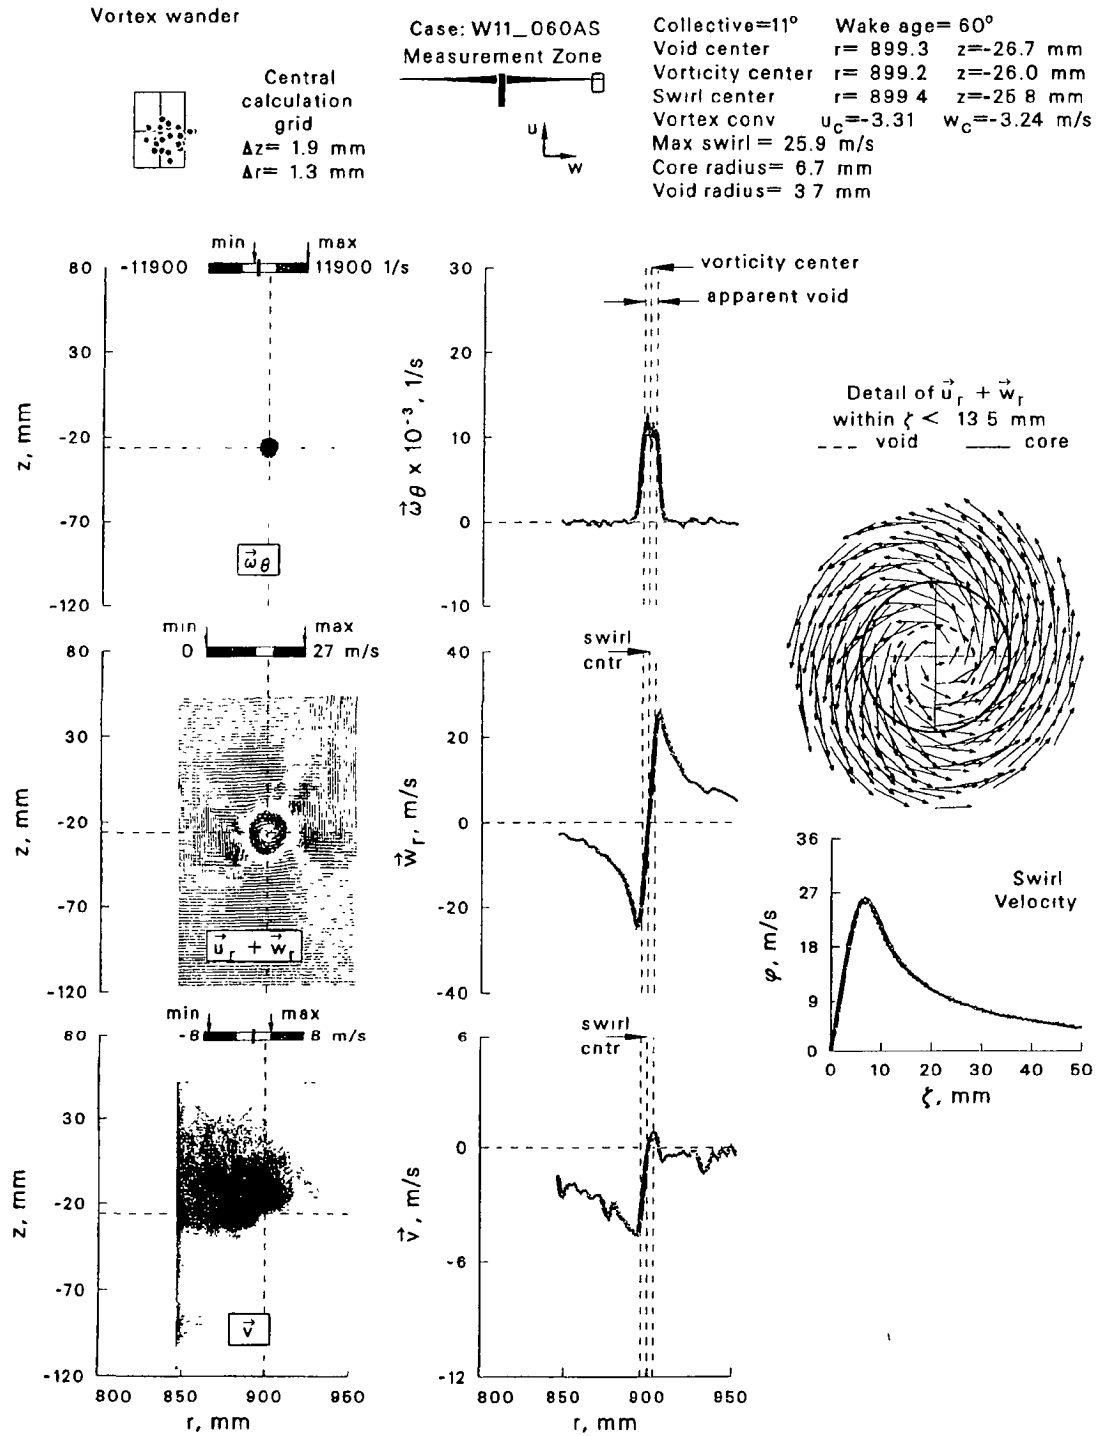 Vortex wander
Central
calculation
grid
Δz= 1.9 mm
Δr= 1.3 mm
Case: W11_060AS
Measurement Zone
u
w
Collective=11° Wake age= 60°
Void center r= 899.3 z=-26.7 mm
Vorticity center r= 899.2 z=-26.0 mm
Swirl center r= 899 4 z=-25 8 mm
Vortex conv u_c=-3.31 w_c=-3.24 m/s
Max swirl = 25.9 m/s
Core radius= 6.7 mm
Void radius= 3 7 mm
min max
-11900 11900 1/s
80
30
-20
-70
-120
z, mm
ω⃗θ
30
20
10
0
-10
ω⃗θ x 10⁻³, 1/s
vorticity center
apparent void
Detail of u⃗r + w⃗r
within ζ < 13 5 mm
void core
min max
0 27 m/s
80
30
-20
-70
-120
z, mm
u⃗r + w⃗r
40
20
0
-20
-40
w⃗r, m/s
swirl
cntr
36
27
18
9
0
φ, m/s
Swirl
Velocity
0 10 20 30 40 50
ζ, mm
min max
-8 8 m/s
80
30
-20
-70
-120
z, mm
v⃗
800 850 900 950
r, mm
6
0
-6
-12
v⃗, m/s
swirl
cntr
800 850 900 950
r, mm